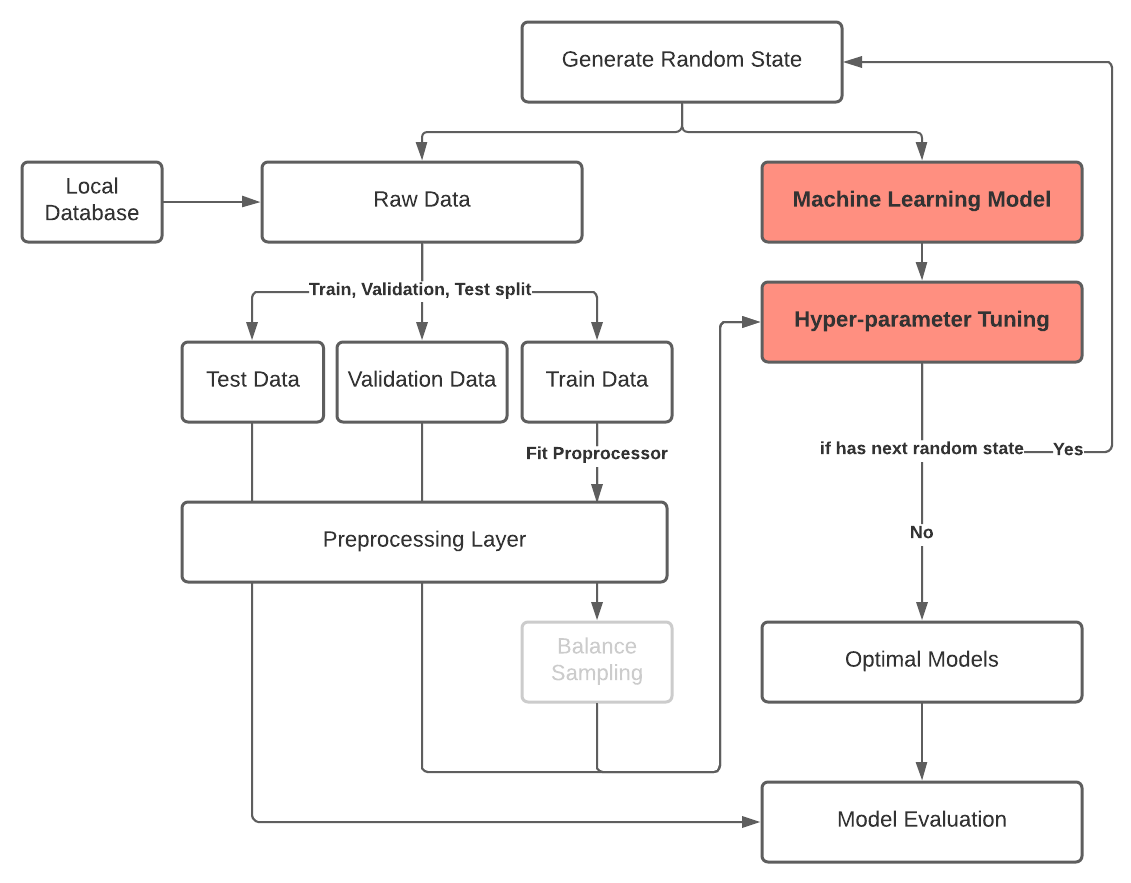 Generate Random State
Local
Database
Raw Data
Machine Learning Model
Train, Validation, Test split
Hyper-parameter Tuning
Test Data
Validation Data
Train Data
if has next random state
Yes
Fit Proprocessor
No
Preprocessing Layer
Balance
Sampling
Optimal Models
Model Evaluation